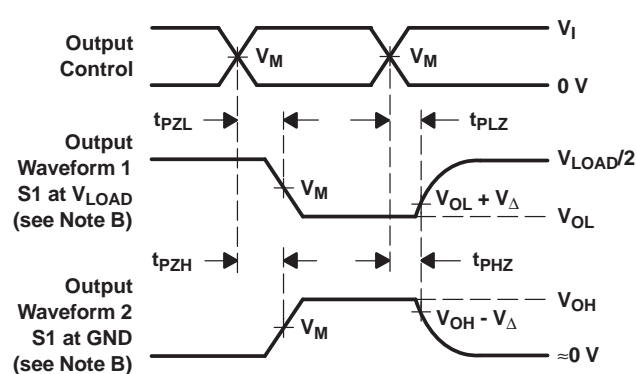 Output
Control
V_M
V_M
V_I
0 V
t_PZL
t_PLZ
Output
Waveform 1
S1 at V_LOAD
(see Note B)
V_M
V_LOAD/2
V_OL + V_Δ
V_OL
t_PZH
t_PHZ
Output
Waveform 2
S1 at GND
(see Note B)
V_M
V_OH
V_OH - V_Δ
≈0 V